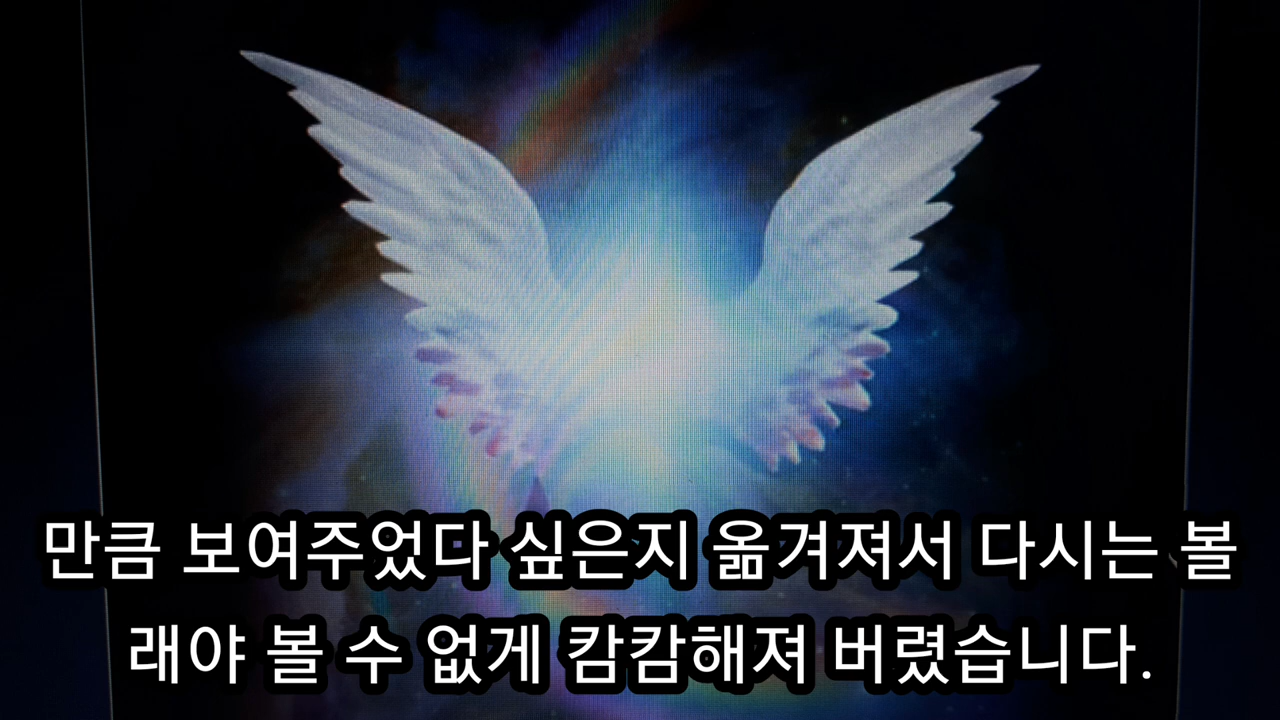 만큼 보여주었다 싶은지 옮겨져서 다시는 볼
래야 볼 수 없게 캄캄해져 버렸습니다.